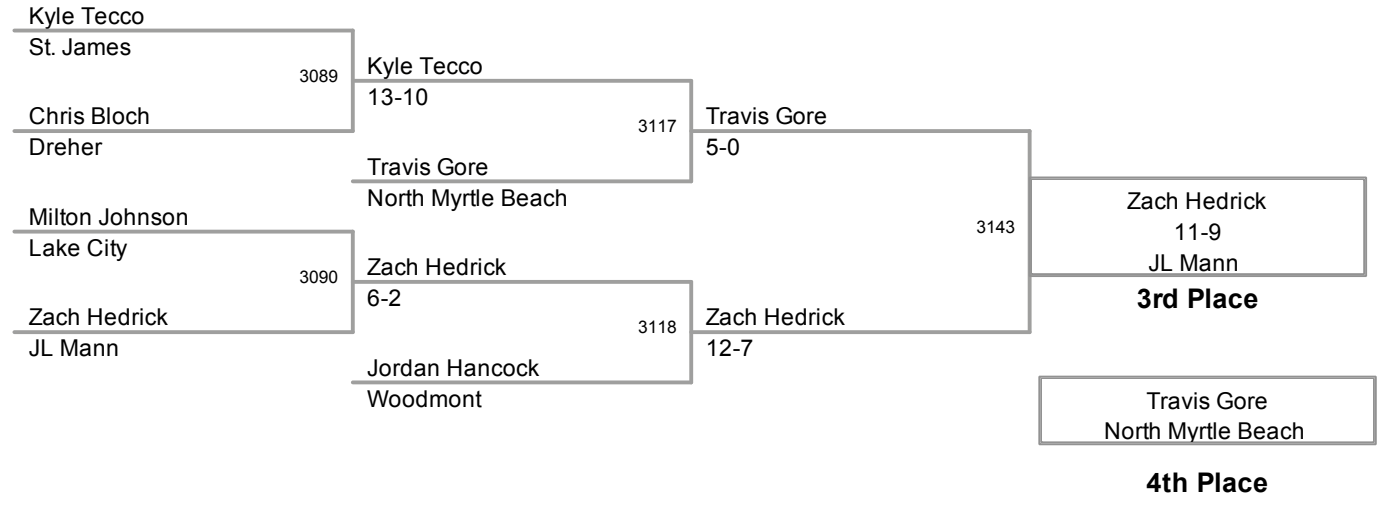 Kyle Tecco
St. James
3089
Chris Bloch
Dreher
Milton Johnson
Lake City
3090
Zach Hedrick
JL Mann
Kyle Tecco
13-10
3117
Travis Gore
North Myrtle Beach
Zach Hedrick
6-2
3118
Jordan Hancock
Woodmont
Travis Gore
5-0
3143
Zach Hedrick
12-7
Zach Hedrick
11-9
JL Mann
3rd Place
Travis Gore
North Myrtle Beach
4th Place